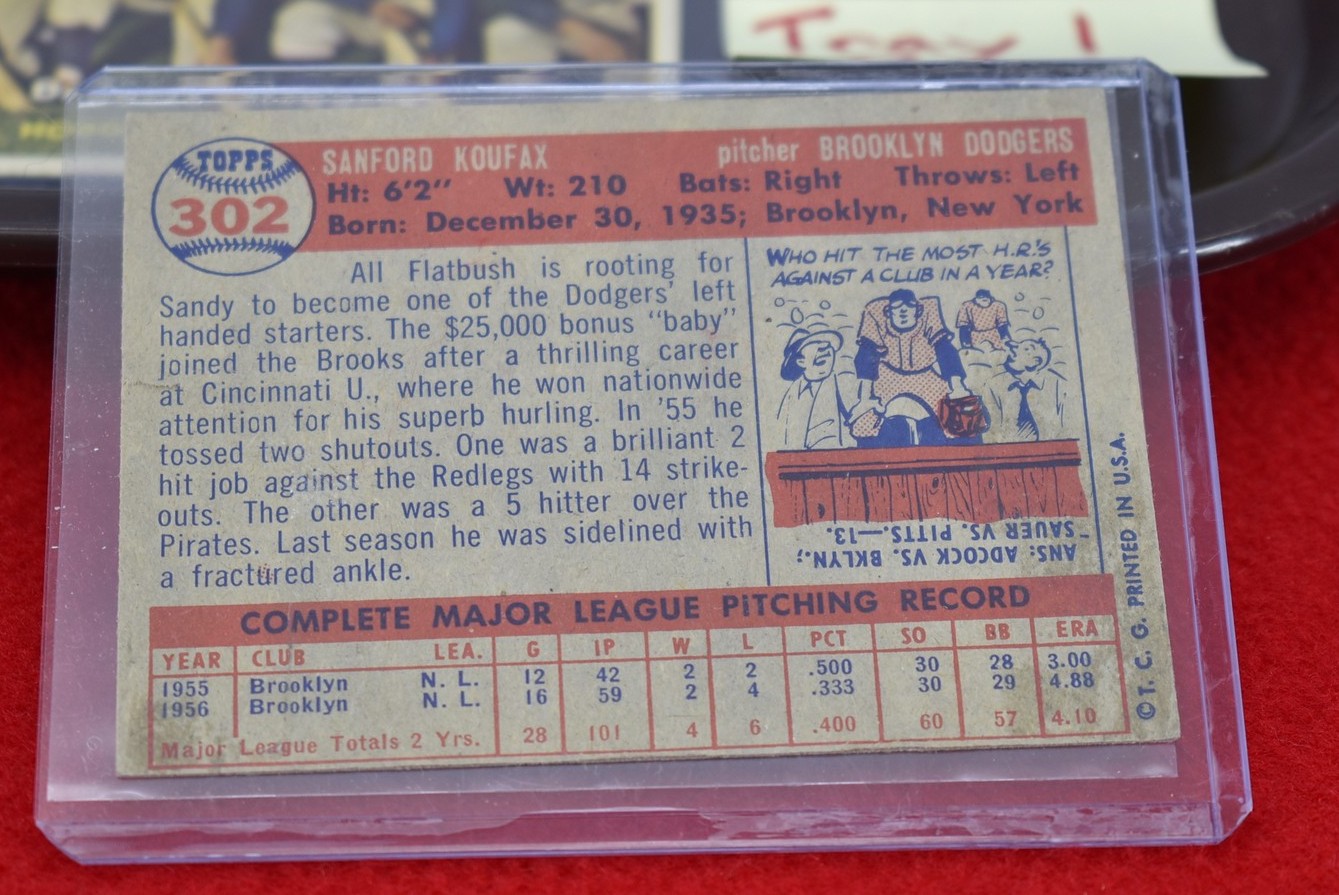 Tray 1
TOPPS
302
SANFORD KOUFAX
pitcher BROOKLYN DODGERS
Ht: 6'2" Wt: 210 Bats: Right Throws: Left
Born: December 30, 1935; Brooklyn, New York
All Flatbush is rooting for
Sandy to become one of the Dodgers' left
handed starters. The $25,000 bonus "baby"
joined the Brooks after a thrilling career
at Cincinnati U., where he won nationwide
attention for his superb hurling. In '55 he
tossed two shutouts. One was a brilliant 2
hit job against the Redlegs with 14 strike-
outs. The other was a 5 hitter over the
Pirates. Last season he was sidelined with
a fractured ankle.
WHO HIT THE MOST H.R.'S
AGAINST A CLUB IN A YEAR?
ANS: ADCOCK VS. BKLYN.;
SAUER VS. PITTS.—13.
COMPLETE MAJOR LEAGUE PITCHING RECORD
YEAR CLUB LEA. G IP W L PCT SO BB ERA
1955 Brooklyn N. L. 12 42 2 2 .500 30 28 3.00
1956 Brooklyn N. L. 16 59 2 4 .333 30 29 4.88
Major League Totals 2 Yrs. 28 101 4 6 .400 60 57 4.10
©T. C. G. PRINTED IN U.S.A.